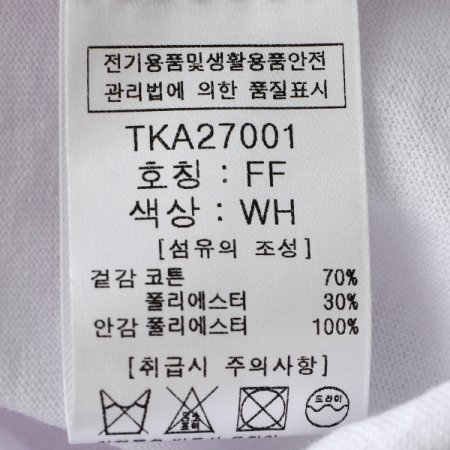 전기용품및생활용품안전
관리법에 의한 품질표시
TKA27001
호칭 : FF
색상 : WH
[섬유의 조성]
겉감 코튼 70%
폴리에스터 30%
안감 폴리에스터 100%
[취급시 주의사항]
드라이